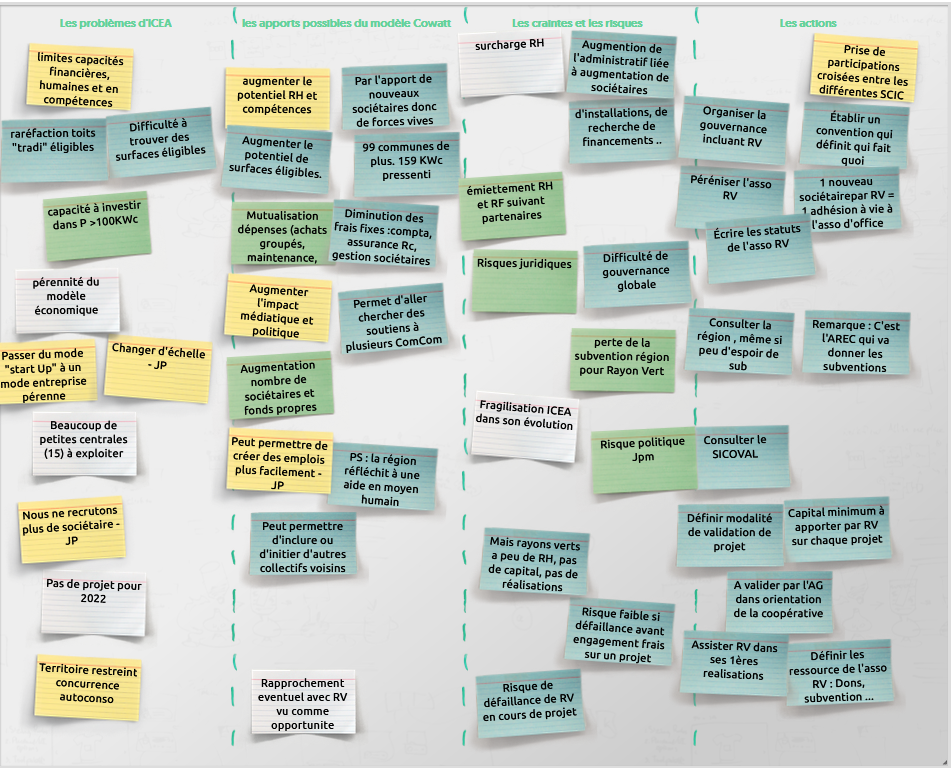 Les problèmes d'ICEA
limites capacités
financières,
humaines et en
compétences
raréfaction toits
"tradi" éligibles
Difficulté à
trouver des
surfaces éligibles
capacité à investir
dans P >100KWc
pérennité du
modèle
économique
Passer du mode
"start Up" à un
mode entreprise
pérenne
Changer d'échelle
- JP
Beaucoup de
petites centrales
(15) à exploiter
Nous ne recrutons
plus de sociétaire -
JP
Pas de projet pour
2022
Territoire restreint
concurrence
autoconso
les apports possibles du modèle Cowatt
augmenter le
potentiel RH et
compétences
Par l'apport de
nouveaux
sociétaires donc
de forces vives
Augmenter le
potentiel de
surfaces éligibles.
99 communes de
plus. 159 KWc
pressenti
Mutualisation
dépenses (achats
groupés,
maintenance,
Diminution des
frais fixes :compta,
assurance Rc,
gestion sociétaires
Augmenter
l'impact
médiatique et
politique
Permet d'aller
chercher des
soutiens à
plusieurs ComCom
Augmentation
nombre de
sociétaires et
fonds propres
Peut permettre de
créer des emplois
plus facilement -
JP
PS : la région
réfléchit à une
aide en moyen
humain
Peut permettre
d'inclure ou
d'initier d'autres
collectifs voisins
Rapprochement
eventuel avec RV
vu comme
opportunite
Les craintes et les risques
surcharge RH
Augmention de
l'administratif liée
à augmentation de
sociétaires
d'installations, de
recherche de
financements ..
émiettement RH
et RF suivant
partenaires
Risques juridiques
Difficulté de
gouvernance
globale
perte de la
subvention région
pour Rayon Vert
Fragilisation ICEA
dans son évolution
Risque politique
Jpm
Mais rayons verts
a peu de RH, pas
de capital, pas de
réalisations
Risque faible si
défaillance avant
engagement frais
sur un projet
Risque de
défaillance de RV
en cours de projet
Les actions
Prise de
participations
croisées entre les
différentes SCIC
Organiser la
gouvernance
incluant RV
Établir un
convention qui
définit qui fait
quoi
Péréniser l'asso
RV
1 nouveau
sociétairepar RV =
1 adhésion à vie à
l'asso d'office
Écrire les statuts
de l'asso RV
Consulter la
région , même si
peu d'espoir de
sub
Remarque : C'est
l'AREC qui va
donner les
subventions
Consulter le
SICOVAL
Définir modalité
de validation de
projet
Capital minimum à
apporter par RV
sur chaque projet
A valider par l'AG
dans orientation
de la coopérative
Assister RV dans
ses 1ères
realisations
Définir les
ressource de l'asso
RV : Dons,
subvention ...